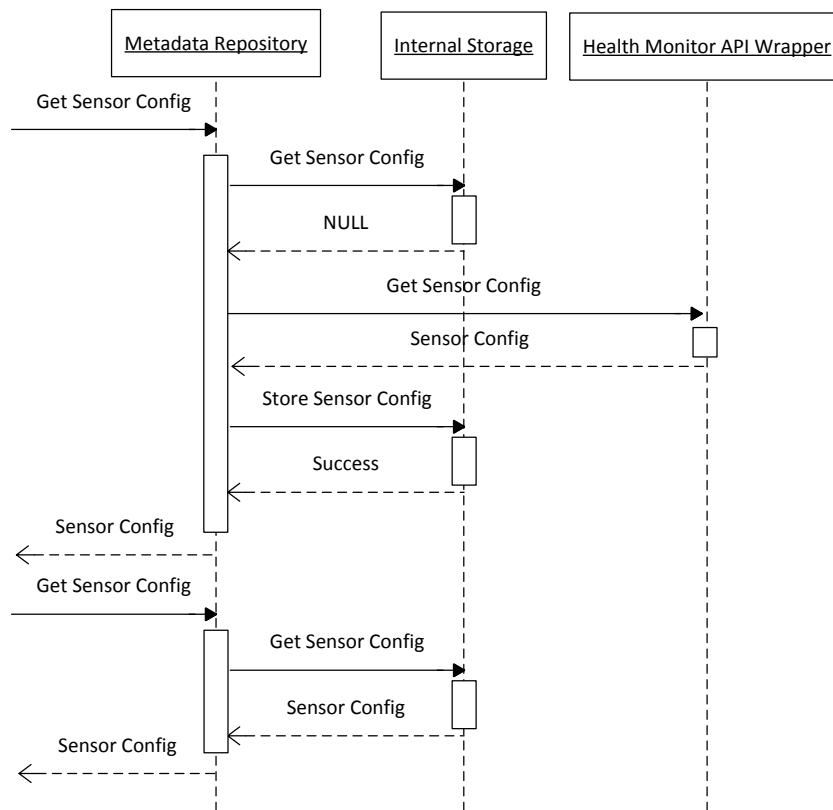 Metadata Repository
Internal Storage
Health Monitor API Wrapper
Get Sensor Config
Get Sensor Config
NULL
Get Sensor Config
Sensor Config
Store Sensor Config
Success
Sensor Config
Get Sensor Config
Get Sensor Config
Sensor Config
Sensor Config